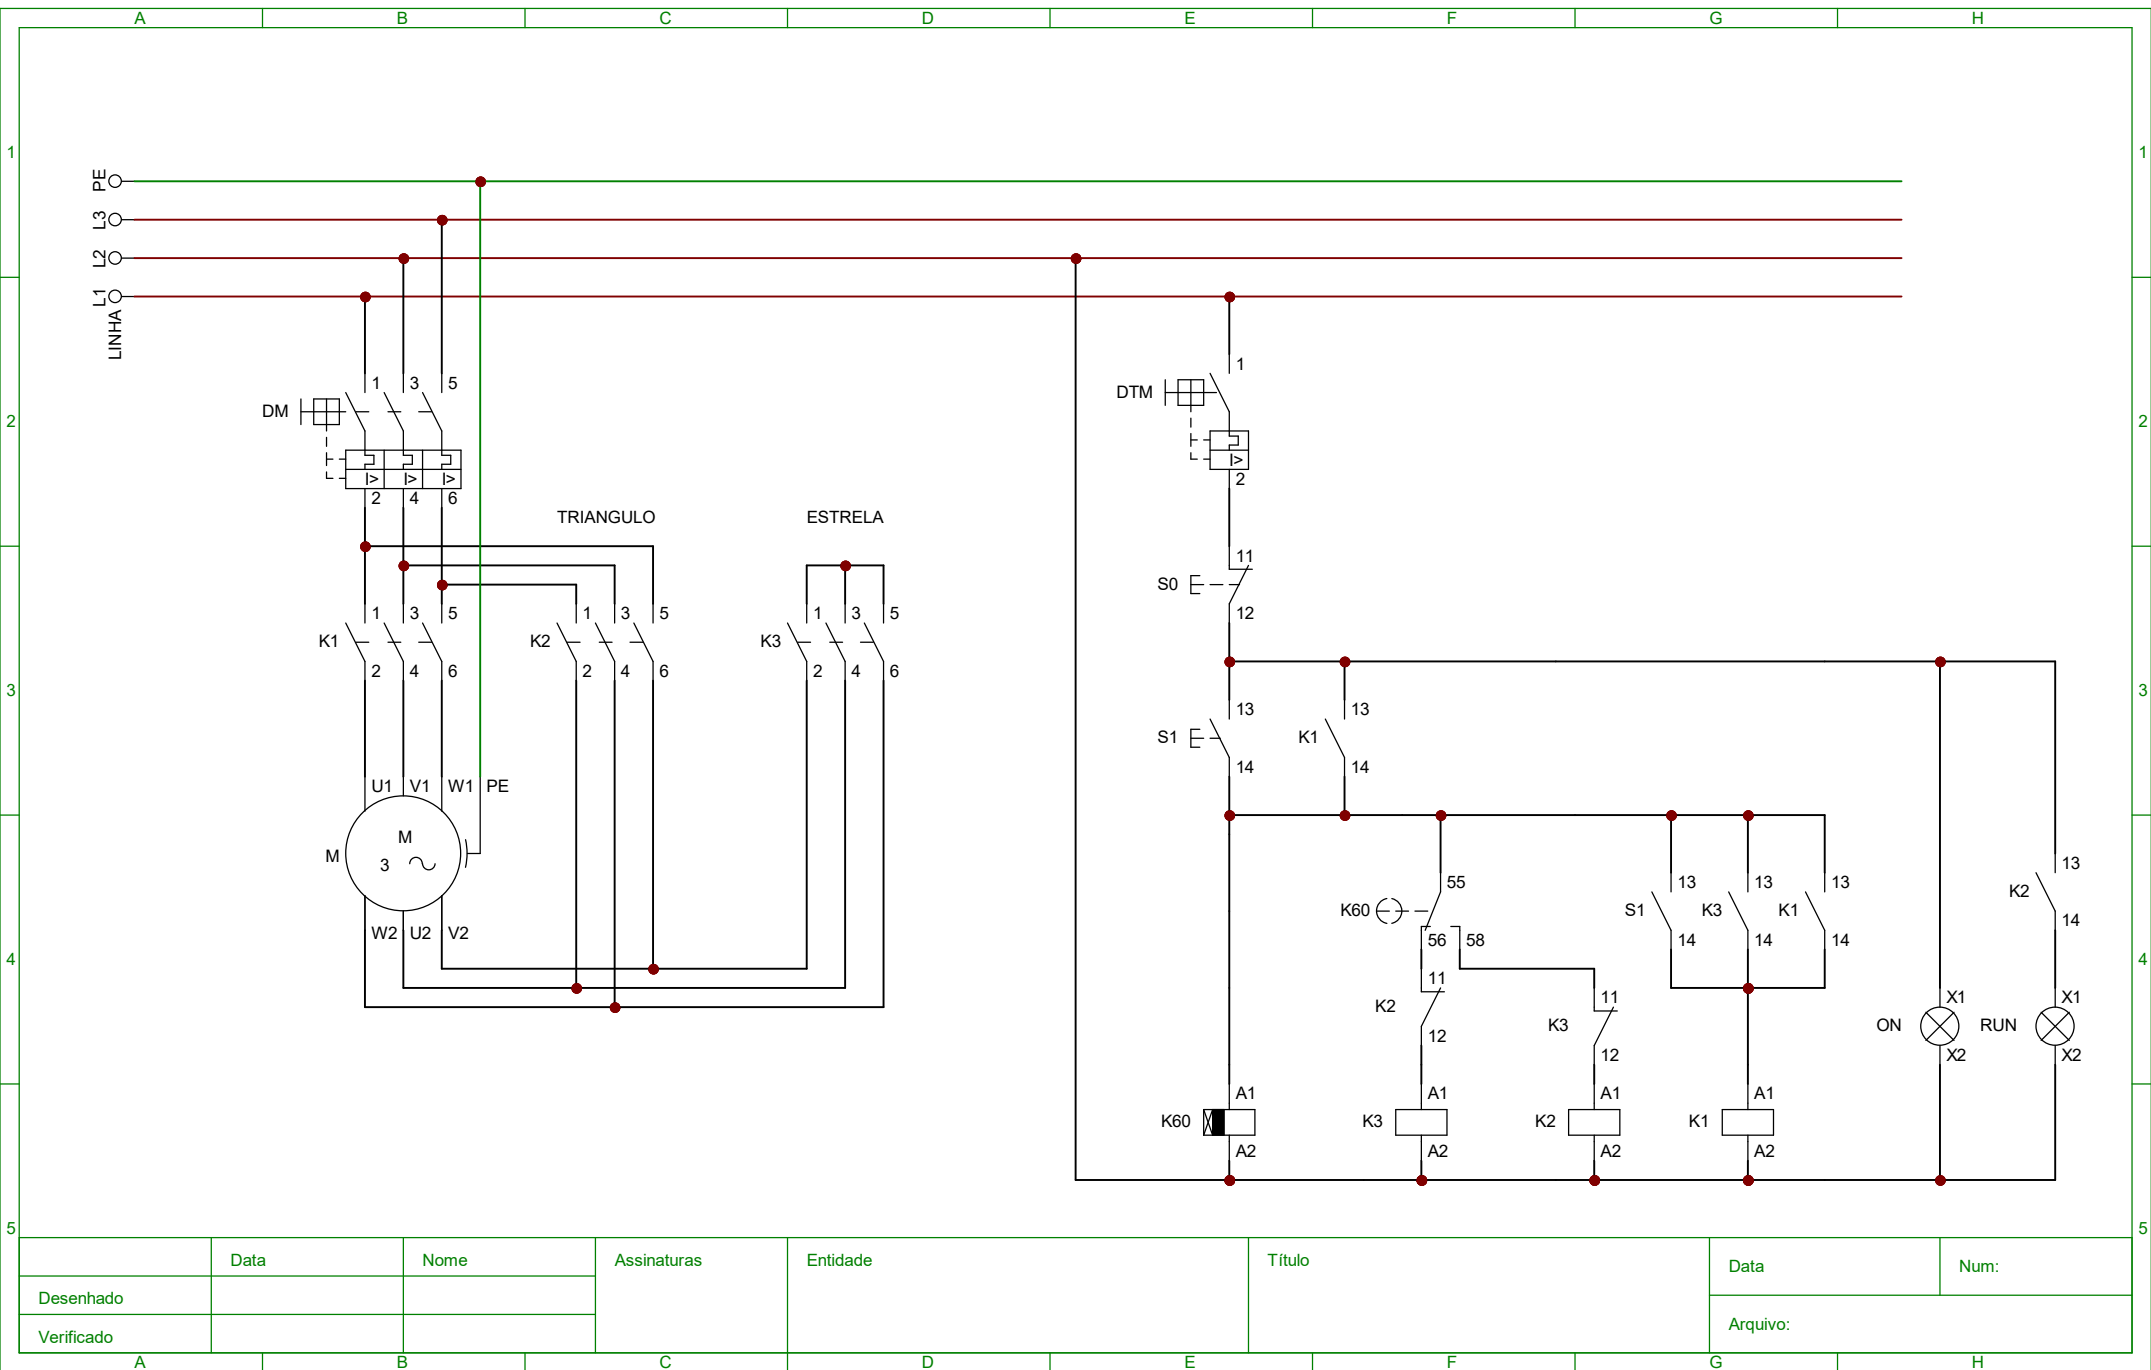 A B C D E F G H
1 1
PE
L3
L2
L1
LINHA
1 3 5
1
DM
DTM
2 2
I> I> I>
I>
2 4 6
2
TRIANGULO ESTRELA
11
S0
12
1 3 5 1 3 5 1 3 5
K1 K2 K3
2 4 6 2 4 6 2 4 6
3 3
13 13
S1 K1
14 14
U1 V1 W1 PE
M
M 3
55
13 13 13 13
K60 S1 K3 K1 K2
56 58 14 14 14 14
W2 U2 V2
4 4
11 11
K2 K3
12 12
X1 X1
ON RUN
X2 X2
A1 A1 A1 A1
K60 K3 K2 K1
A2 A2 A2 A2
5 5
Data Nome Assinaturas Entidade Título Data Num:
Desenhado
Verificado
Arquivo:
A B C D E F G H